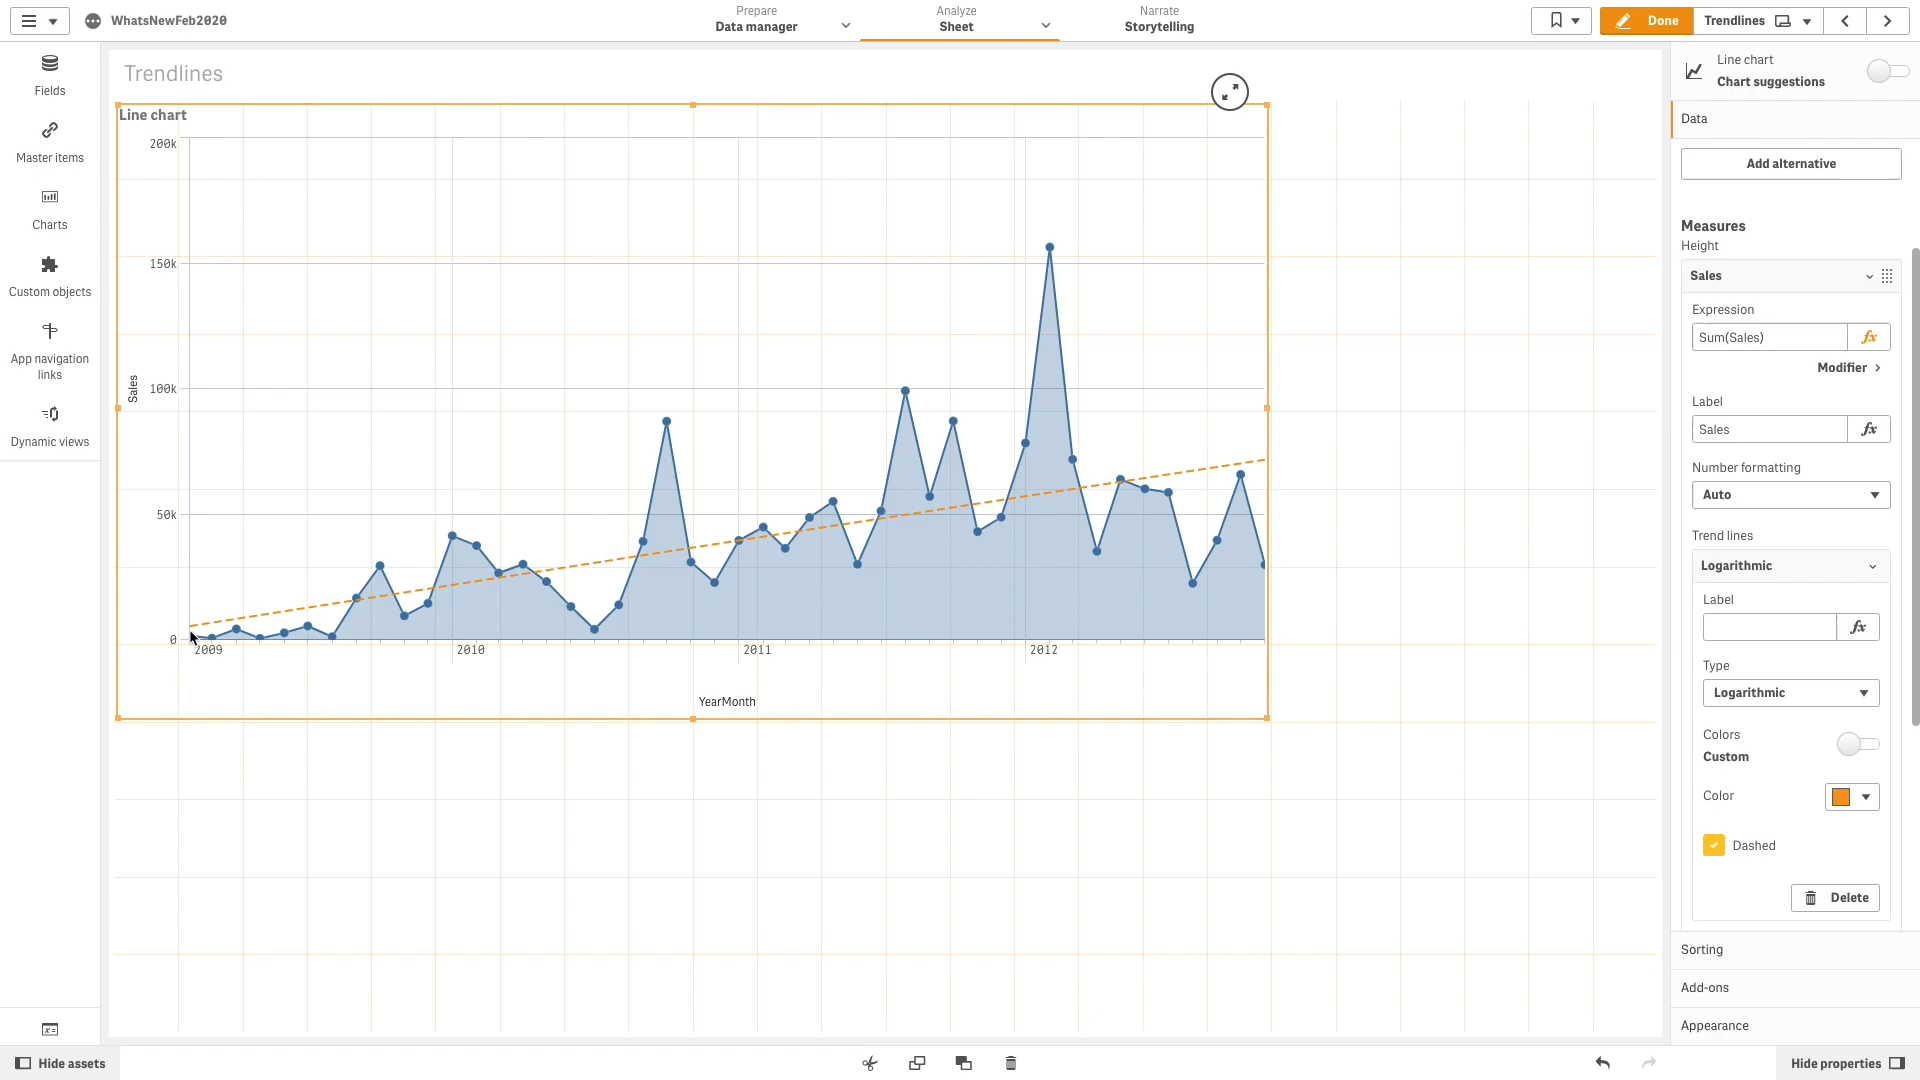 WhatsNewFeb2020
Prepare
Data manager
Analyze
Sheet
Narrate
Storytelling
Done
Trendlines
Fields
Master items
Charts
Custom objects
App navigation
links
Dynamic views
Trendlines
Line chart
200k
150k
100k
50k
0
Sales
2009
2010
2011
2012
YearMonth
Line chart
Chart suggestions
Data
Add alternative
Measures
Height
Sales
Expression
Sum(Sales)
fx
Modifier
Label
Sales
fx
Number formatting
Auto
Trend lines
Logarithmic
Label
fx
Type
Logarithmic
Colors
Custom
Color
Dashed
Delete
Sorting
Add-ons
Appearance
Hide assets
Hide properties